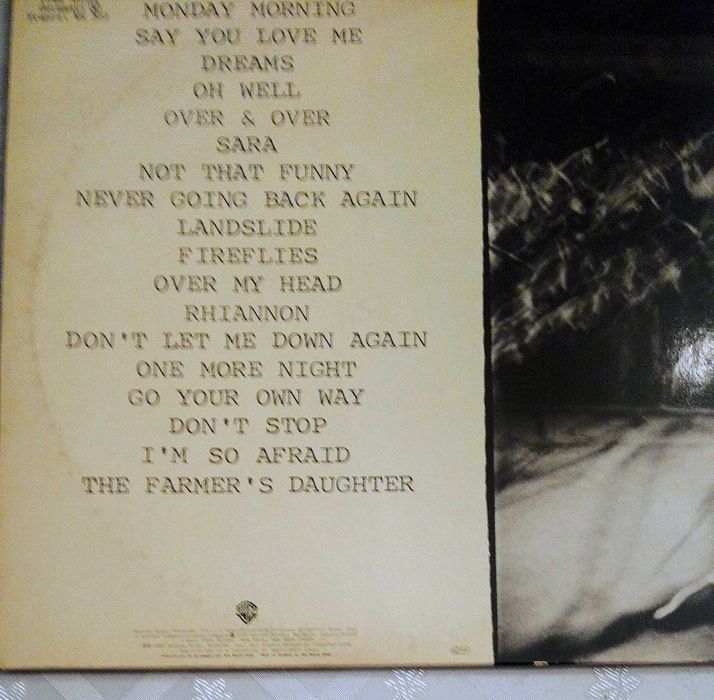 MONDAY MORNING
SAY YOU LOVE ME
DREAMS
OH WELL
OVER & OVER
SARA
NOT THAT FUNNY
NEVER GOING BACK AGAIN
LANDSLIDE
FIREFLIES
OVER MY HEAD
RHIANNON
DON'T LET ME DOWN AGAIN
ONE MORE NIGHT
GO YOUR OWN WAY
DON'T STOP
I'M SO AFRAID
THE FARMER'S DAUGHTER